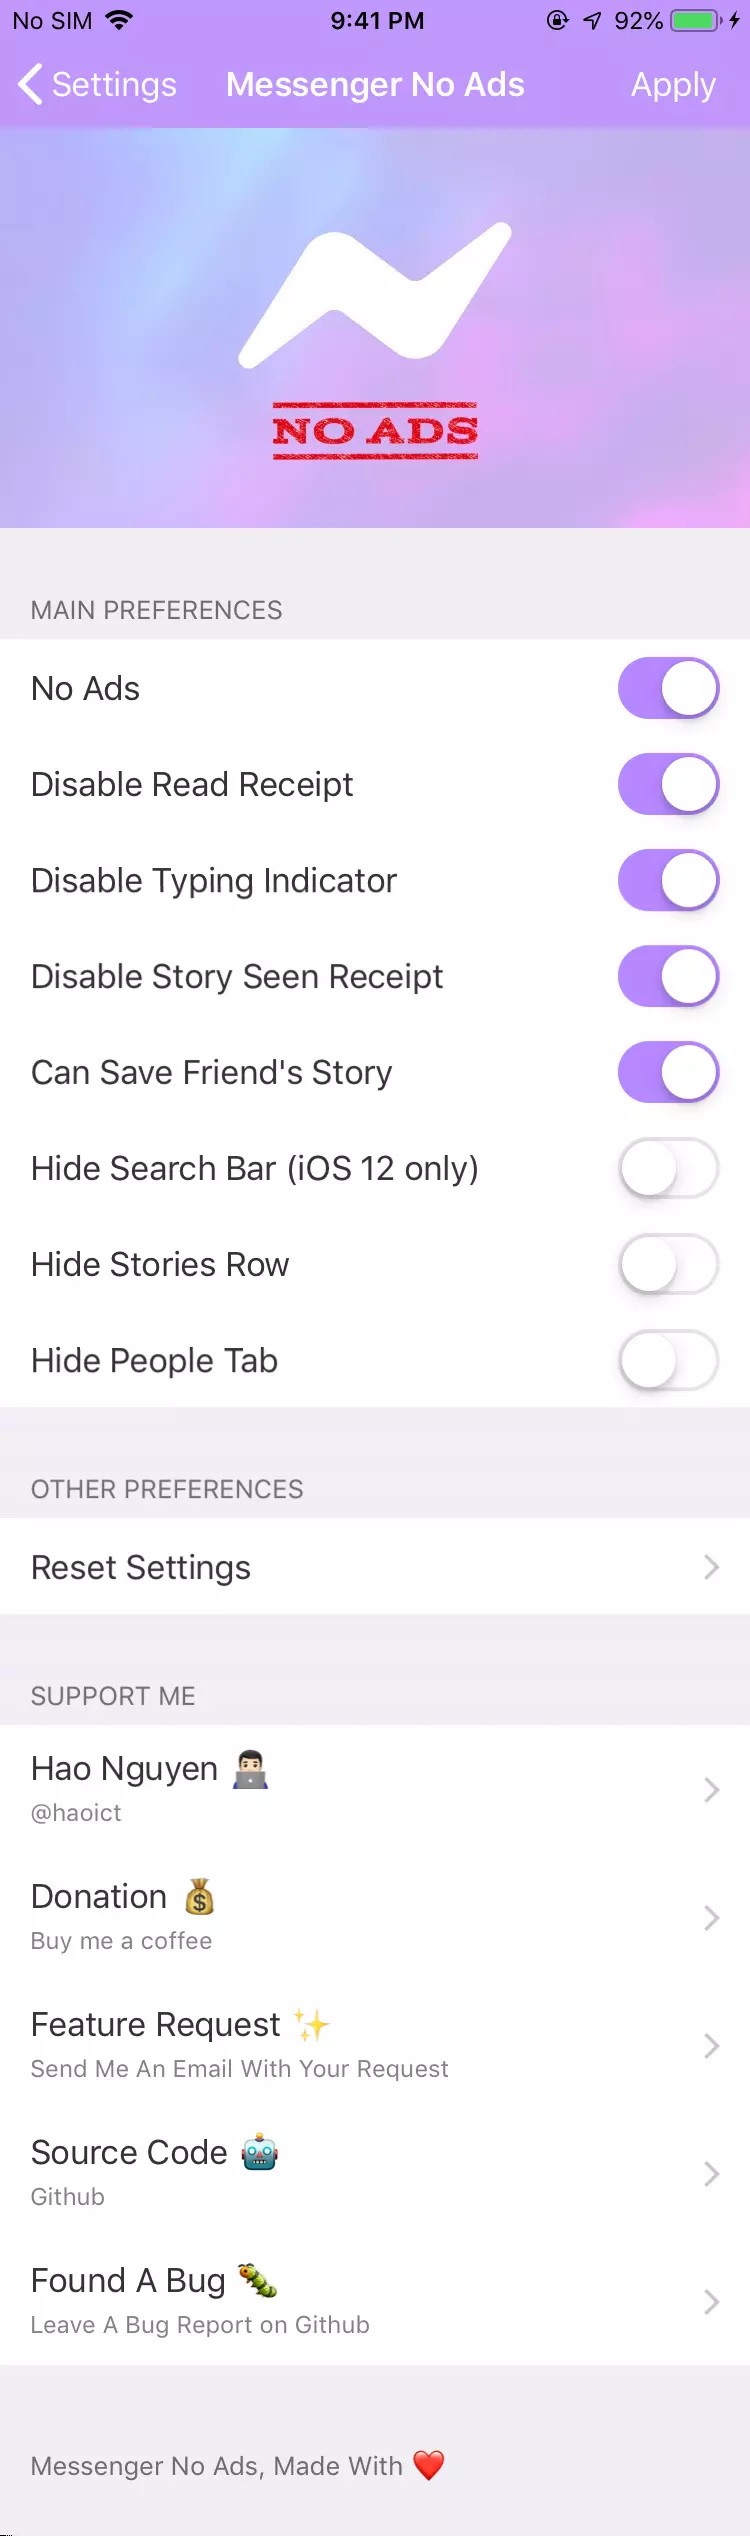 No SIM 9:41 PM 92%
Settings Messenger No Ads Apply
NO ADS
MAIN PREFERENCES
No Ads
Disable Read Receipt
Disable Typing Indicator
Disable Story Seen Receipt
Can Save Friend's Story
Hide Search Bar (iOS 12 only)
Hide Stories Row
Hide People Tab
OTHER PREFERENCES
Reset Settings
SUPPORT ME
Hao Nguyen 👨🏻‍💻
@haoict
Donation 💰
Buy me a coffee
Feature Request ✨
Send Me An Email With Your Request
Source Code 🤖
Github
Found A Bug 🐛
Leave A Bug Report on Github
Messenger No Ads, Made With ❤️